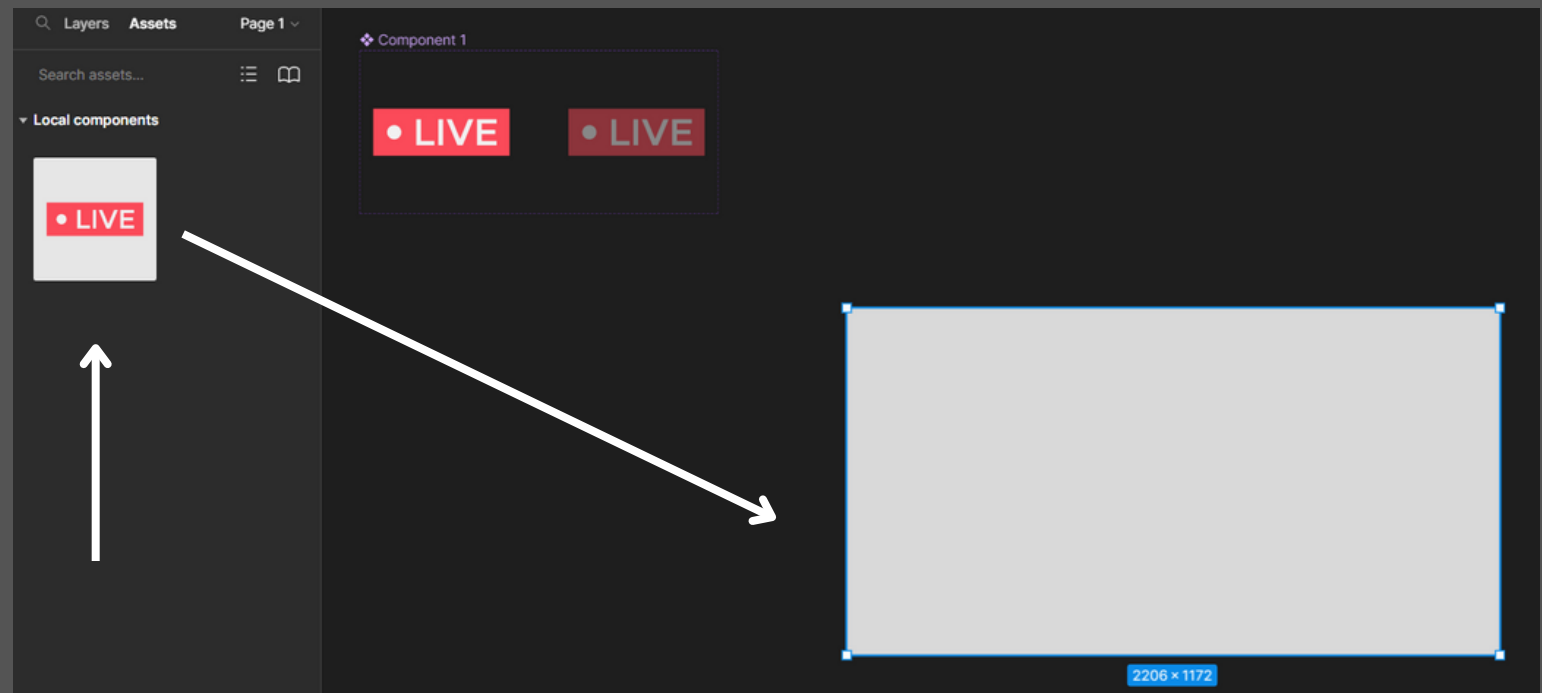 Layers Assets Page 1
Component 1
Search assets...
Local components
LIVE
LIVE
LIVE
2206 × 1172